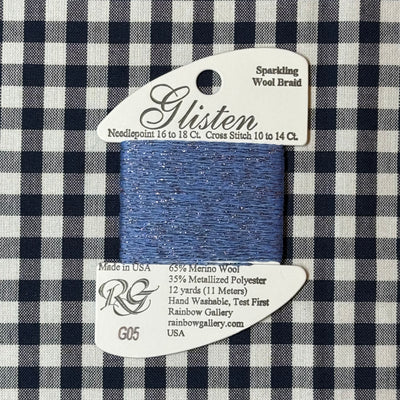 Sparkling
Wool Braid
Glisten
Needlepoint 16 to 18 Ct. Cross Stitch 10 to 14 Ct.
Made in USA
RG
G05
65% Merino Wool
35% Metallized Polyester
12 yards (11 Meters)
Hand Washable, Test First
Rainbow Gallery
rainbowgallery.com
USA